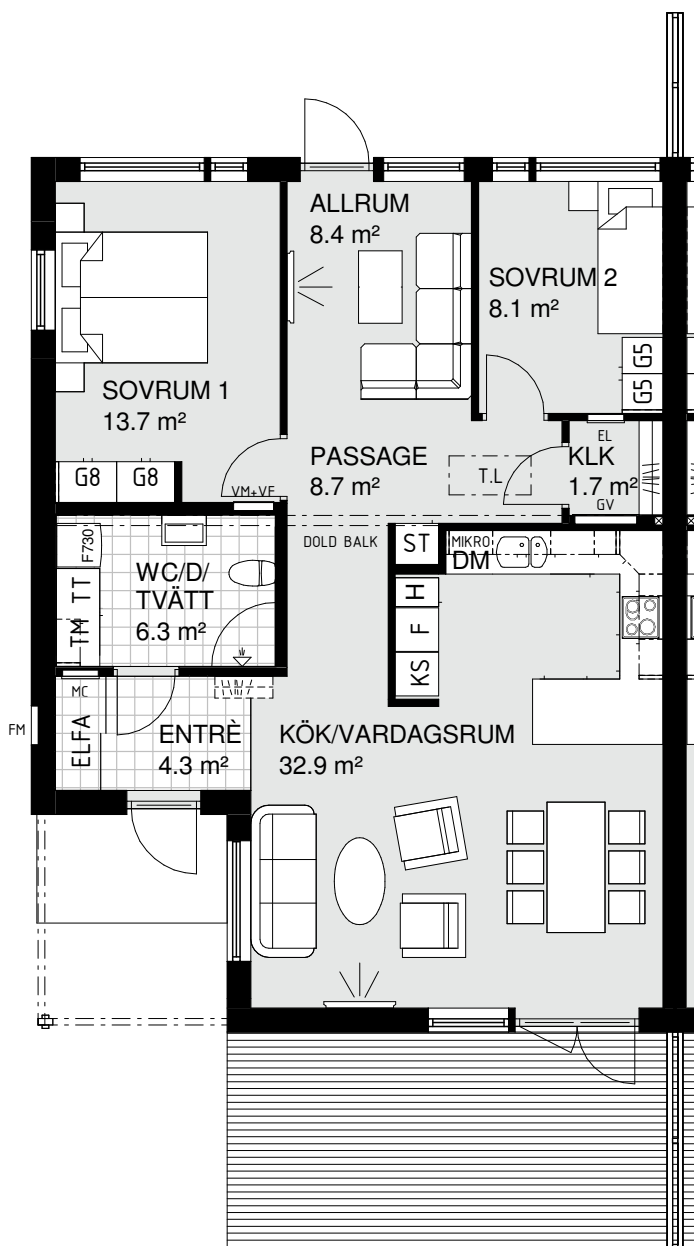 ALLRUM
8.4 m²
SOVRUM 2
8.1 m²
G5
G5
SOVRUM 1
13.7 m²
G8 G8
VM+VF
PASSAGE
8.7 m²
T.L
EL
KLK
1.7 m²
GV
DOLD BALK
ST
MIKRO
DM
F730
WC/D/
TVÄTT
6.3 m²
TT
TM
H
F
KS
MC
ELFA
FM
ENTRÈ
4.3 m²
KÖK/VARDAGSRUM
32.9 m²